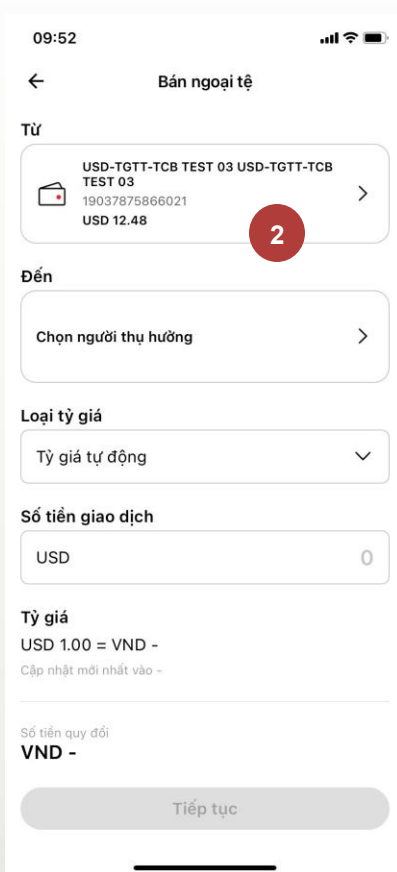 09:52
Bán ngoại tệ
Từ
USD-TGTT-TCB TEST 03 USD-TGTT-TCB
TEST 03
19037875866021
USD 12.48
2
Đến
Chọn người thụ hưởng
Loại tỷ giá
Tỷ giá tự động
Số tiền giao dịch
USD 0
Tỷ giá
USD 1.00 = VND -
Cập nhật mới nhất vào -
Số tiền quy đổi
VND -
Tiếp tục